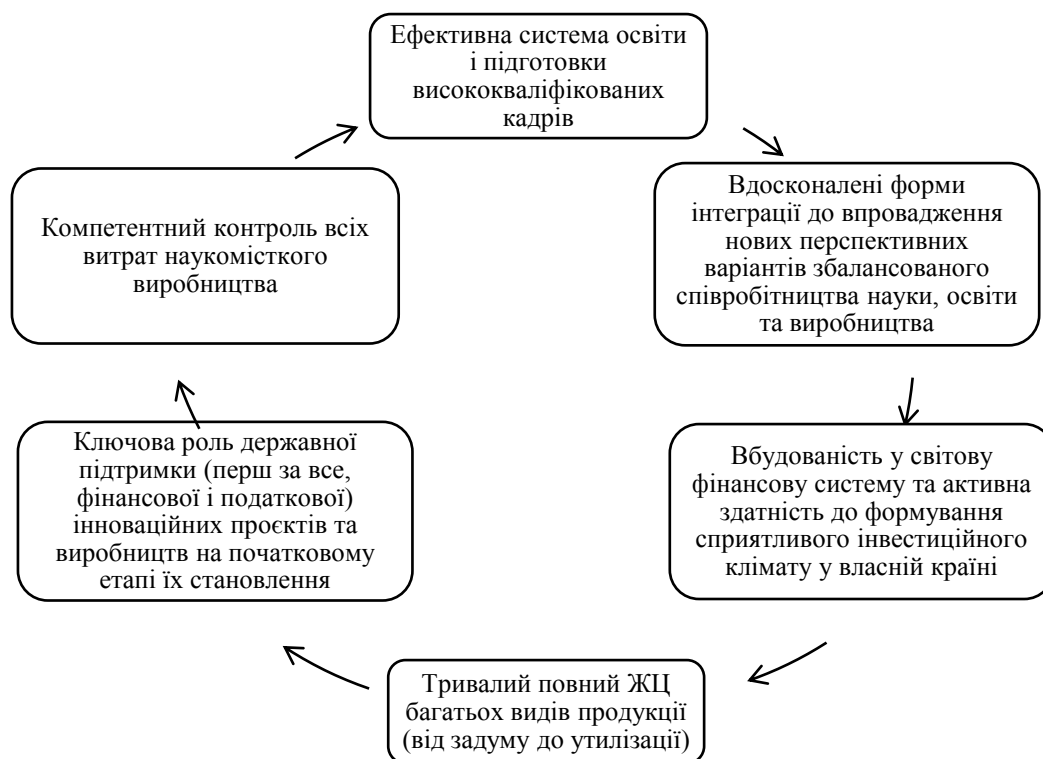 Ефективна система освіти
і підготовки
висококваліфікованих
кадрів
Вдосконалені форми
інтеграції до впровадження
нових перспективних
варіантів збалансованого
співробітництва науки, освіти
та виробництва
Вбудованість у світову
фінансову систему та активна
здатність до формування
сприятливого інвестиційного
клімату у власній країні
Тривалий повний ЖЦ
багатьох видів продукції
(від задуму до утилізації)
Ключова роль державної
підтримки (перш за все,
фінансової і податкової)
інноваційних проєктів та
виробництв на початковому
етапі їх становлення
Компетентний контроль всіх
витрат наукомісткого
виробництва